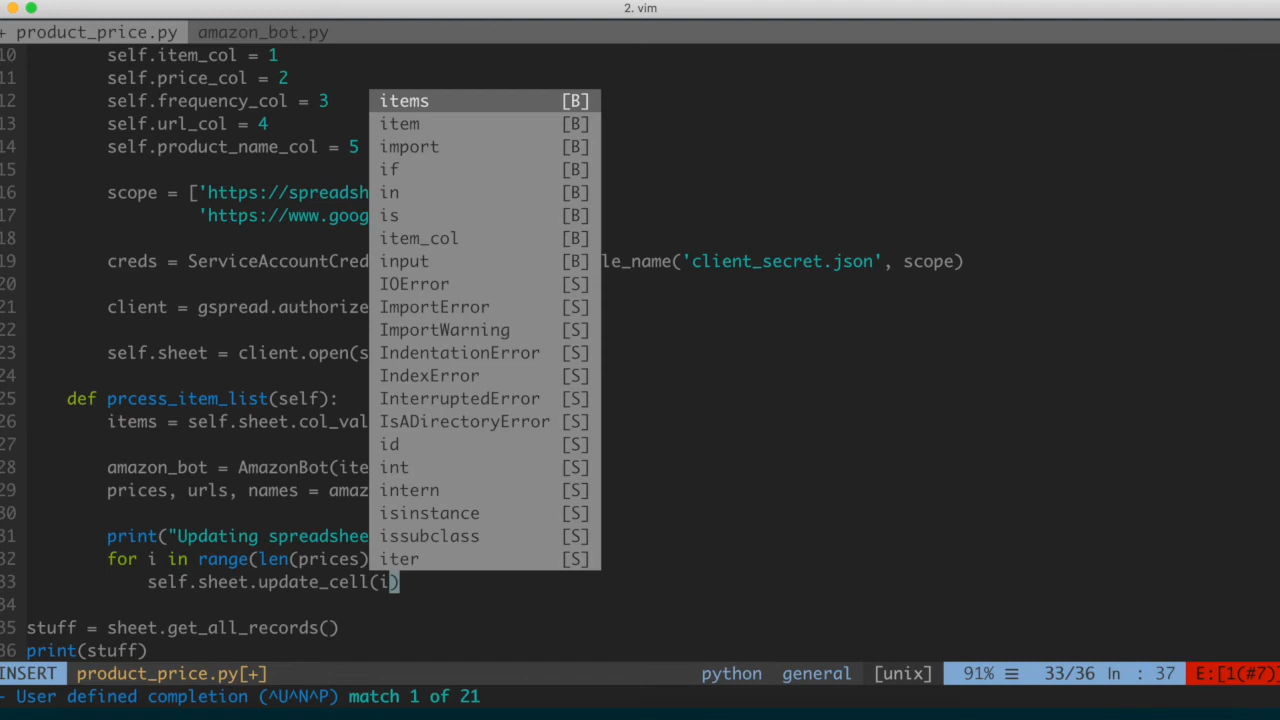 2. vim
+ product_price.py amazon_bot.py
10 self.item_col = 1
11 self.price_col = 2
12 self.frequency_col = 3
13 self.url_col = 4
14 self.product_name_col = 5
15
16 scope = ['https://spreadsh
17 'https://www.goog
18
19 creds = ServiceAccountCred le_name('client_secret.json', scope)
20
21 client = gspread.authorize
22
23 self.sheet = client.open(s
24
25 def prcess_item_list(self):
26 items = self.sheet.col_val
27
28 amazon_bot = AmazonBot(ite
29 prices, urls, names = amaz
30
31 print("Updating spreadshee
32 for i in range(len(prices)
33 self.sheet.update_cell(i)
34
35 stuff = sheet.get_all_records()
36 print(stuff)
items [B]
item [B]
import [B]
if [B]
in [B]
is [B]
item_col [B]
input [B]
IOError [S]
ImportError [S]
ImportWarning [S]
IndentationError [S]
IndexError [S]
InterruptedError [S]
IsADirectoryError [S]
id [S]
int [S]
intern [S]
isinstance [S]
issubclass [S]
iter [S]
INSERT product_price.py[+] python general [unix] 91% ☰ 33/36 ln : 37 E:[1(#7)]
- User defined completion (^U^N^P) match 1 of 21